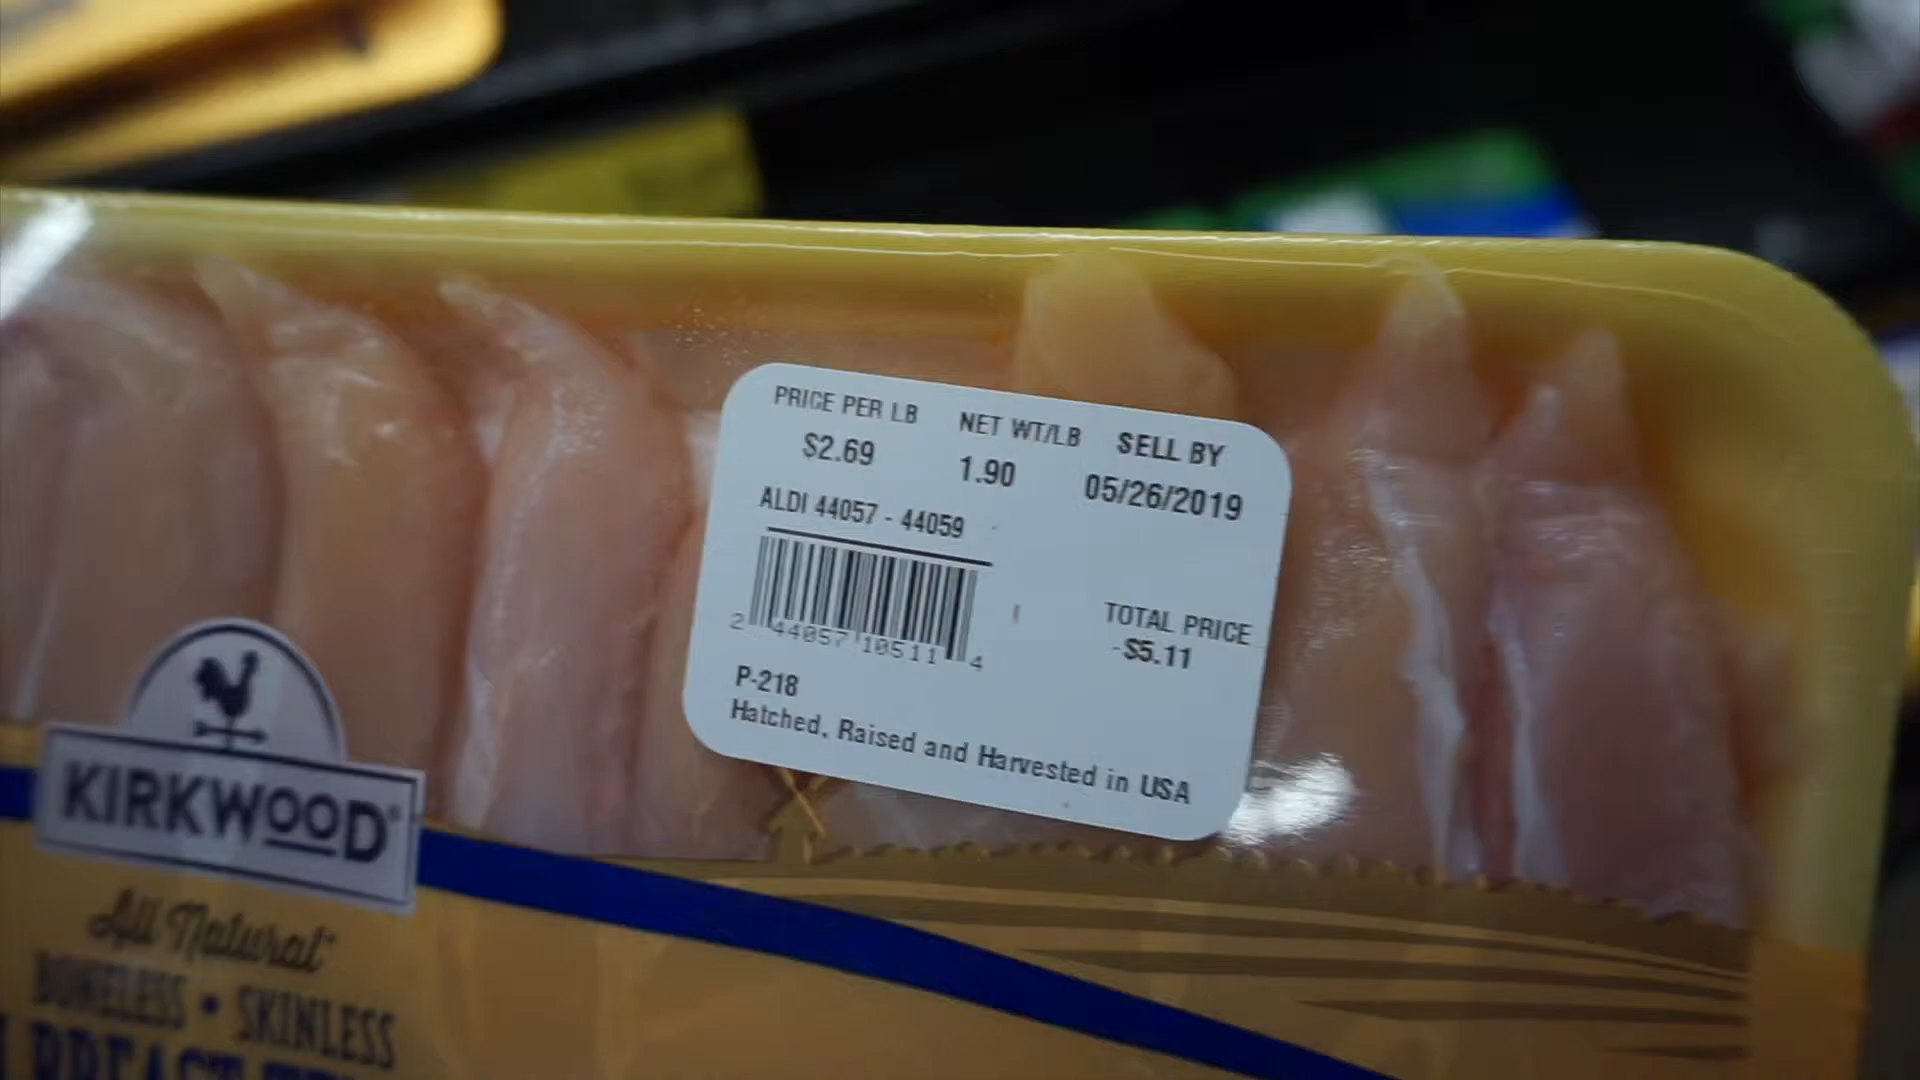 PRICE PER LB NET WT/LB SELL BY
$2.69 1.90 05/26/2019
ALDI 44057 - 44059
2 44057 10511 4
TOTAL PRICE
$5.11
P-218
Hatched, Raised and Harvested in USA
KIRKWOOD®
All Natural*
BONELESS • SKINLESS
BREAST